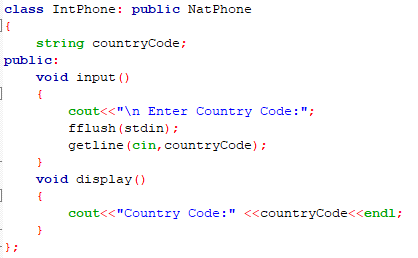 class IntPhone: public NatPhone
{
string countryCode;
public:
void input()
{
cout<<"\n Enter Country Code:";
fflush(stdin);
getline(cin,countryCode);
}
void display()
{
cout<<"Country Code:" <<countryCode<<endl;
}
};